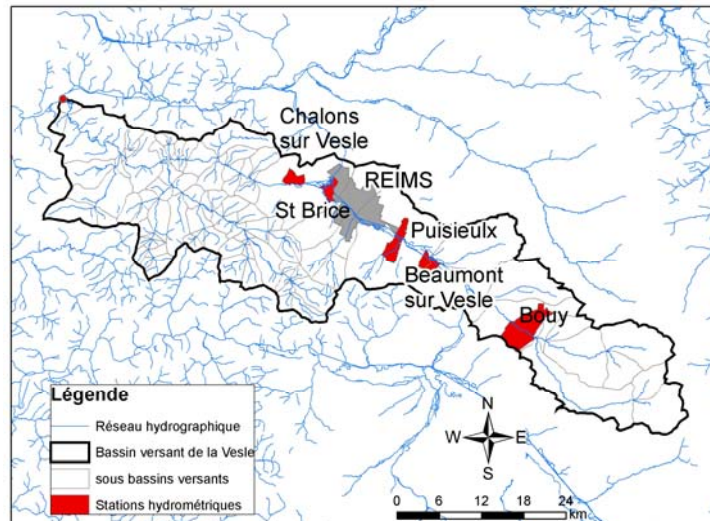 Chalons
sur Vesle
REIMS
St Brice
Puisieulx
Beaumont
sur Vesle
Bouy
Légende
Réseau hydrographique
Bassin versant de la Vesle
sous bassins versants
Stations hydrométriques
N
W E
S
0 6 12 18 24
km